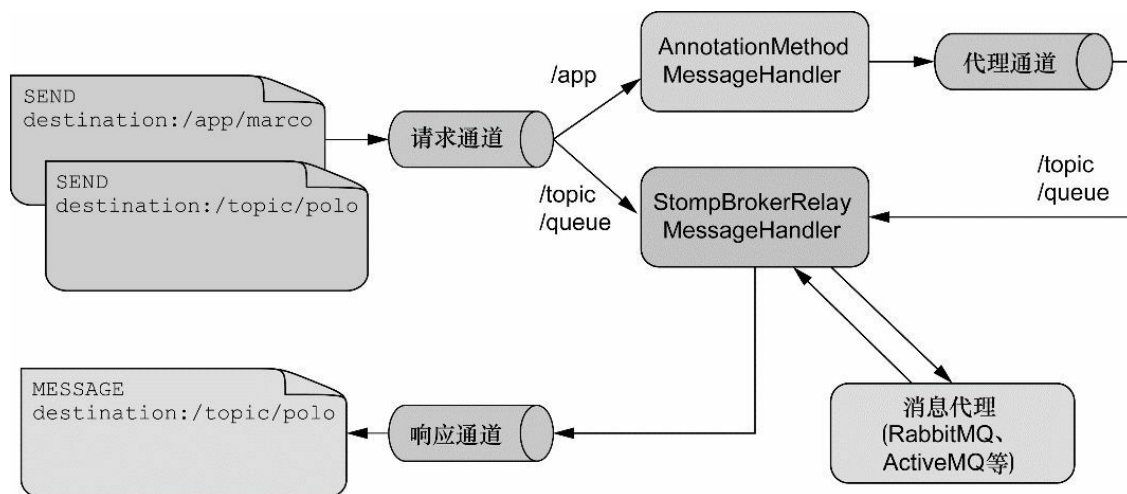 SEND
destination:/app/marco
SEND
destination:/topic/polo
请求通道
/app
/topic
/queue
AnnotationMethod
MessageHandler
代理通道
StompBrokerRelay
MessageHandler
/topic
/queue
MESSAGE
destination:/topic/polo
响应通道
消息代理
(RabbitMQ、
ActiveMQ等)